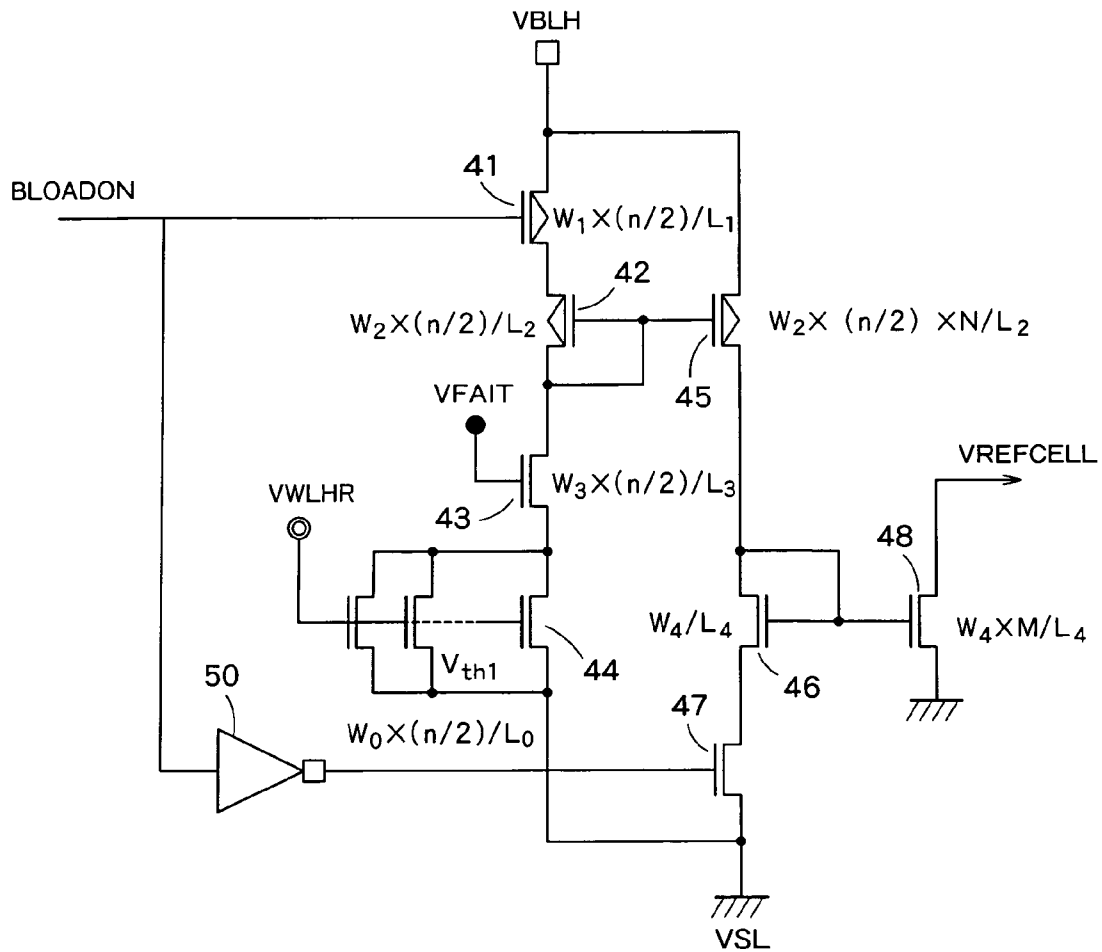 VBLH
41
BLOADON
W₁×(n/2)/L₁
42
W₂×(n/2)/L₂
W₂× (n/2) ×N/L₂
45
VFAIT
VREFCELL
W₃×(n/2)/L₃
VWLHR
43
48
W₄/L₄
W₄×M/L₄
44
Vth1
46
50
47
W₀×(n/2)/L₀
VSL